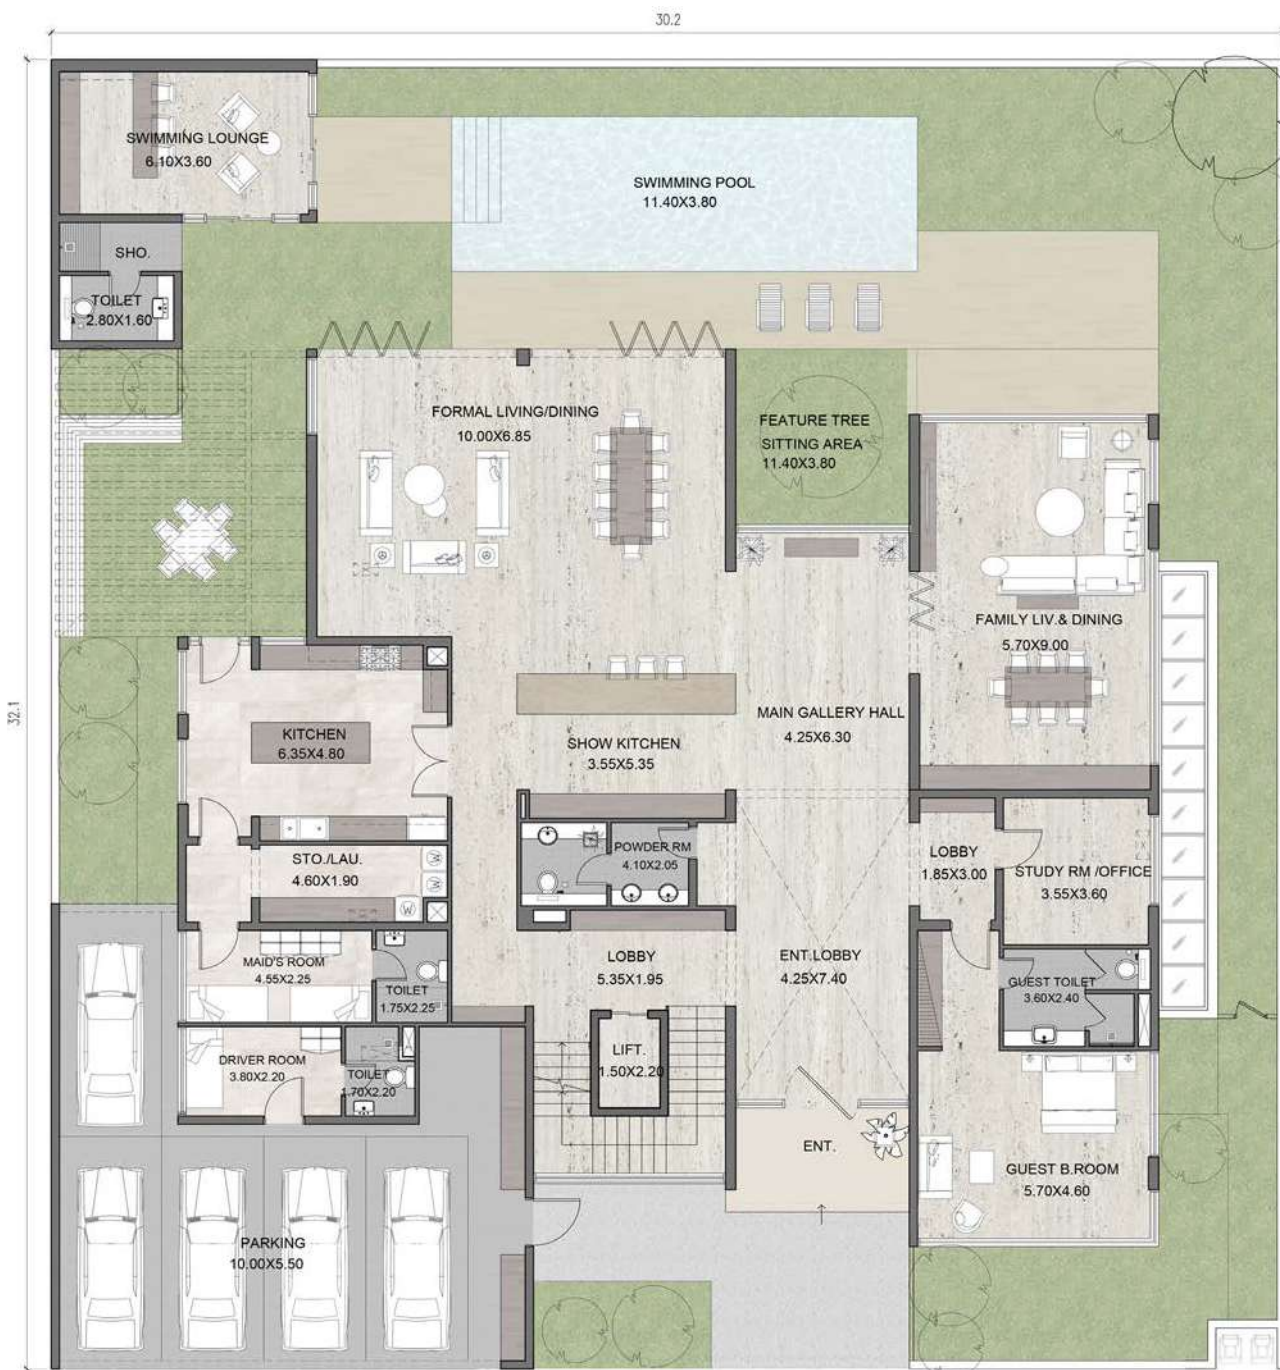 30.2
32.1
SWIMMING LOUNGE
6.10X3.60
SWIMMING POOL
11.40X3.80
SHO.
TOILET
2.80X1.60
FORMAL LIVING/DINING
10.00X6.85
FEATURE TREE
SITTING AREA
11.40X3.80
FAMILY LIV.& DINING
5.70X9.00
KITCHEN
6.35X4.80
SHOW KITCHEN
3.55X5.35
MAIN GALLERY HALL
4.25X6.30
STO./LAU.
4.60X1.90
W
W
W
POWDER RM
4.10X2.05
LOBBY
1.85X3.00
STUDY RM /OFFICE
3.55X3.60
MAID'S ROOM
4.55X2.25
TOILET
1.75X2.25
LOBBY
5.35X1.95
ENT.LOBBY
4.25X7.40
GUEST TOILET
3.60X2.40
DRIVER ROOM
3.80X2.20
TOILET
1.70X2.20
LIFT.
1.50X2.20
ENT.
GUEST B.ROOM
5.70X4.60
PARKING
10.00X5.50